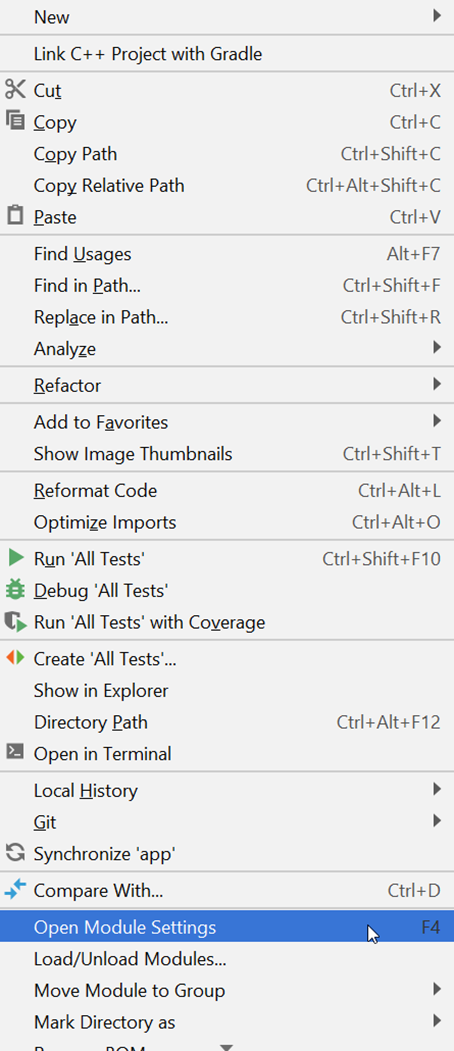 New
Link C++ Project with Gradle
Cut Ctrl+X
Copy Ctrl+C
Copy Path Ctrl+Shift+C
Copy Relative Path Ctrl+Alt+Shift+C
Paste Ctrl+V
Find Usages Alt+F7
Find in Path... Ctrl+Shift+F
Replace in Path... Ctrl+Shift+R
Analyze
Refactor
Add to Favorites
Show Image Thumbnails Ctrl+Shift+T
Reformat Code Ctrl+Alt+L
Optimize Imports Ctrl+Alt+O
Run 'All Tests' Ctrl+Shift+F10
Debug 'All Tests'
Run 'All Tests' with Coverage
Create 'All Tests'...
Show in Explorer
Directory Path Ctrl+Alt+F12
Open in Terminal
Local History
Git
Synchronize 'app'
Compare With... Ctrl+D
Open Module Settings F4
Load/Unload Modules...
Move Module to Group
Mark Directory as
BOM